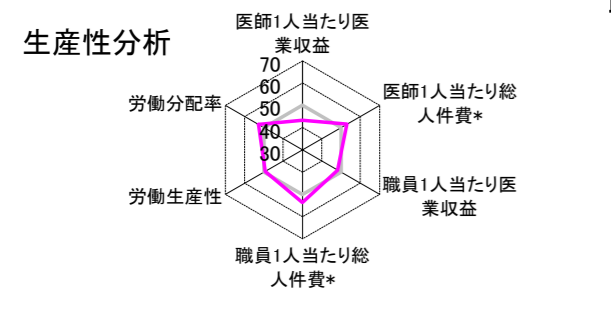 生産性分析
医師1人当たり医
業収益
70
60
50
40
30
医師1人当たり総
人件費*
職員1人当たり医
業収益
職員1人当たり総
人件費*
労働生産性
労働分配率